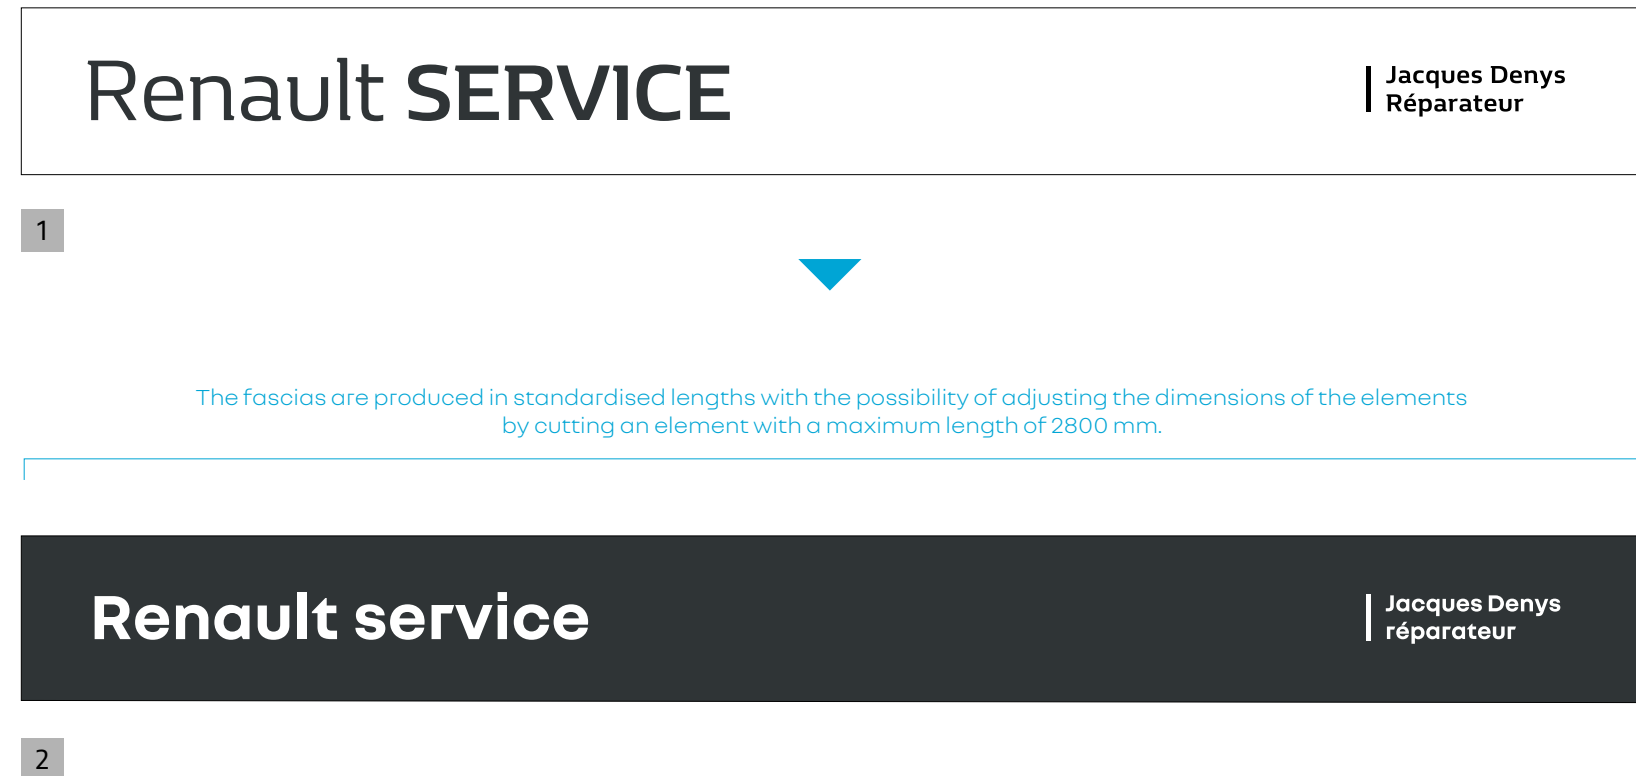 Renault SERVICE
Jacques Denys
Réparateur
1
The fascias are produced in standardised lengths with the possibility of adjusting the dimensions of the elements
by cutting an element with a maximum length of 2800 mm.
Renault service
Jacques Denys
réparateur
2